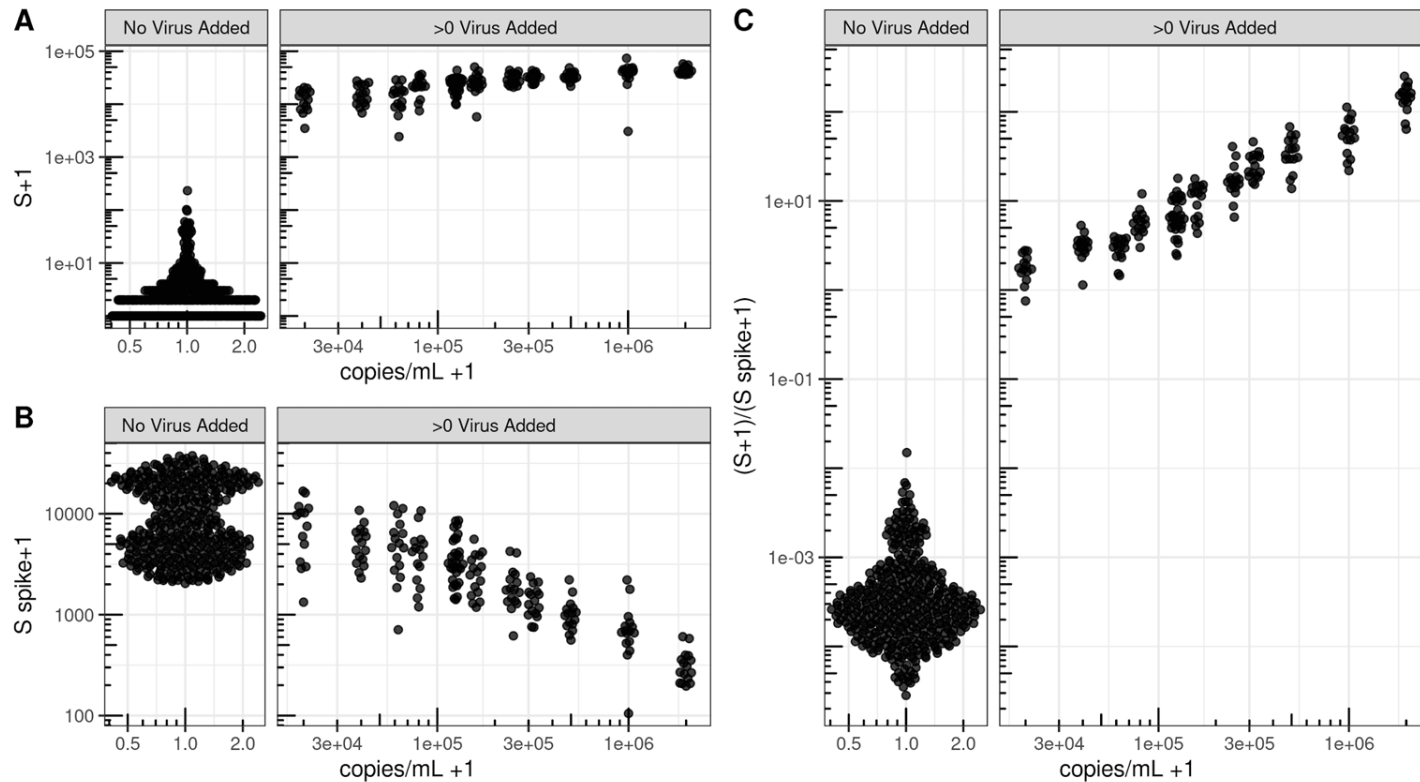 A
No Virus Added
>0 Virus Added
S+1
1e+05
1e+03
1e+01
0.5 1.0 2.0
3e+04 1e+05 3e+05 1e+06
copies/mL +1
B
No Virus Added
>0 Virus Added
S spike+1
10000
1000
100
0.5 1.0 2.0
3e+04 1e+05 3e+05 1e+06
copies/mL +1
C
No Virus Added
>0 Virus Added
(S+1)/(S spike+1)
1e+01
1e-01
1e-03
0.5 1.0 2.0
3e+04 1e+05 3e+05 1e+06
copies/mL +1